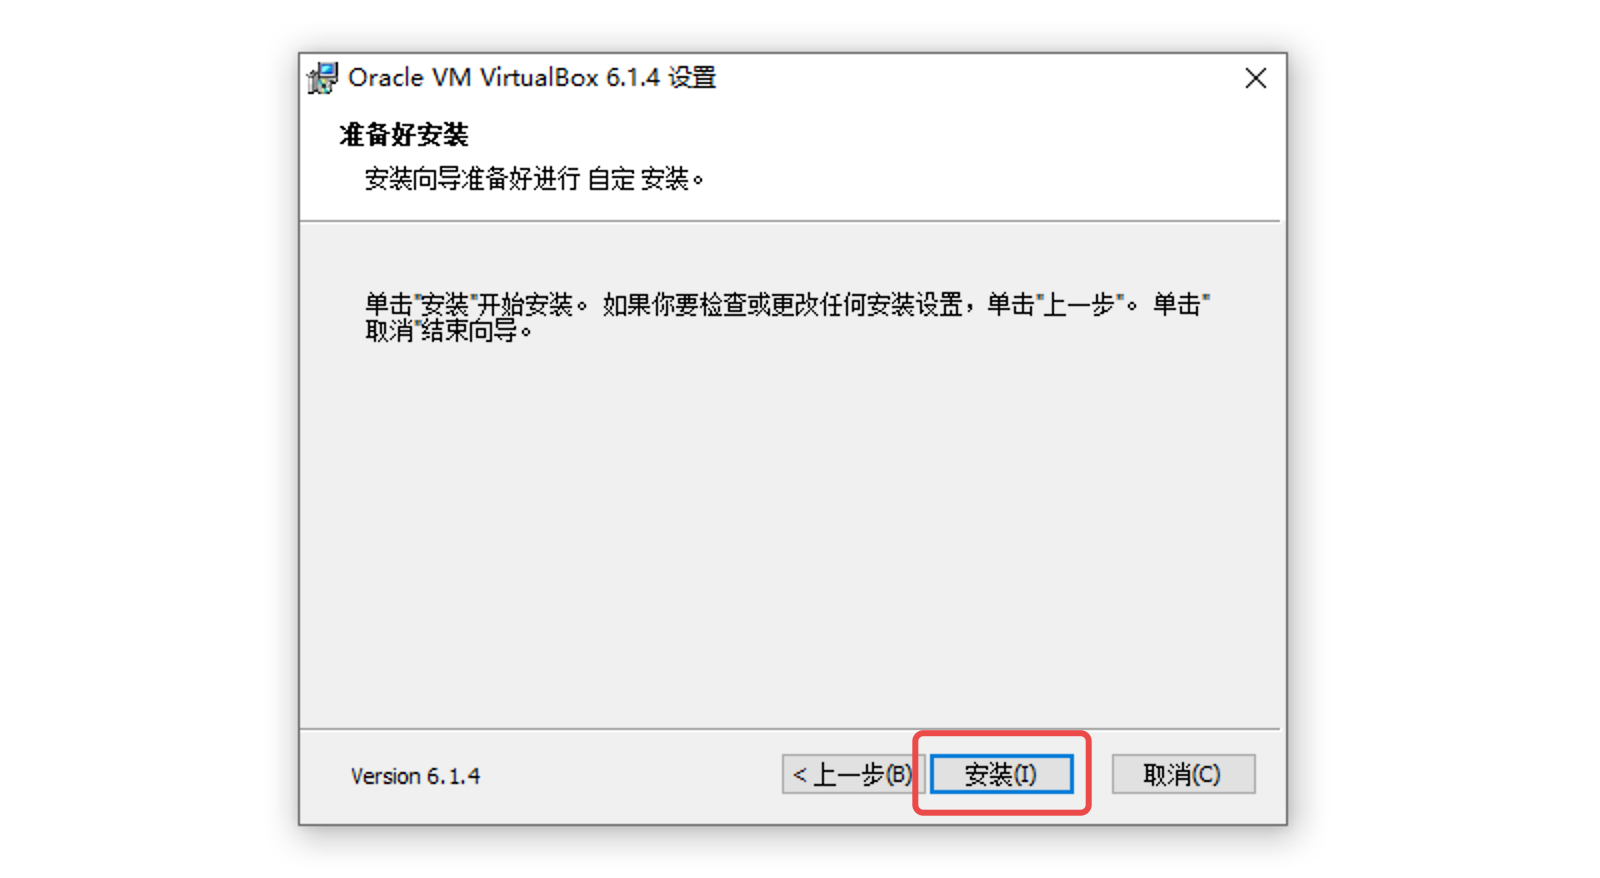 Oracle VM VirtualBox 6.1.4 设置
准备好安装
安装向导准备好进行 自定 安装。
单击"安装"开始安装。 如果你要检查或更改任何安装设置，单击"上一步"。 单击"
取消"结束向导。
Version 6.1.4
< 上一步(B)
安装(I)
取消(C)